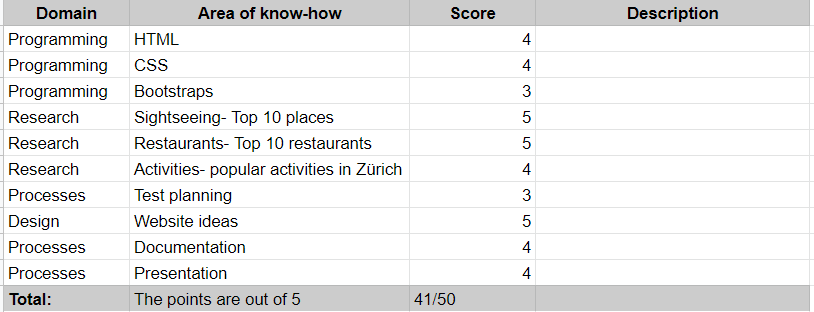 Domain Area of know-how Score Description
Programming HTML 4
Programming CSS 4
Programming Bootstraps 3
Research Sightseeing- Top 10 places 5
Research Restaurants- Top 10 restaurants 5
Research Activities- popular activities in Zürich 4
Processes Test planning 3
Design Website ideas 5
Processes Documentation 4
Processes Presentation 4
Total: The points are out of 5 41/50